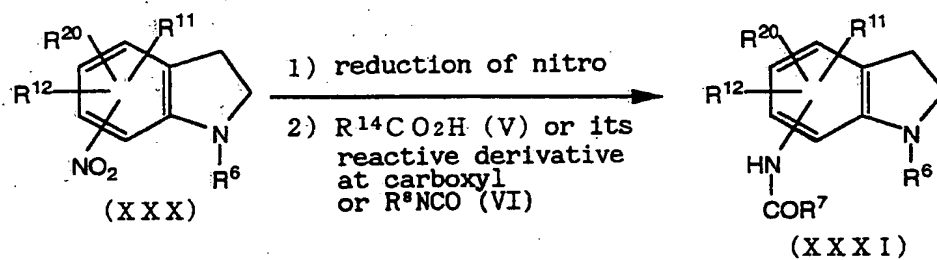 R²⁰ R¹¹
R¹²
NO₂
N
R⁶
(XXX)
1) reduction of nitro
2) R¹⁴CO₂H (V) or its
reactive derivative
at carboxyl
or R⁸NCO (VI)
R²⁰ R¹¹
R¹²
N
HN
R⁶
COR⁷
(XXXI)